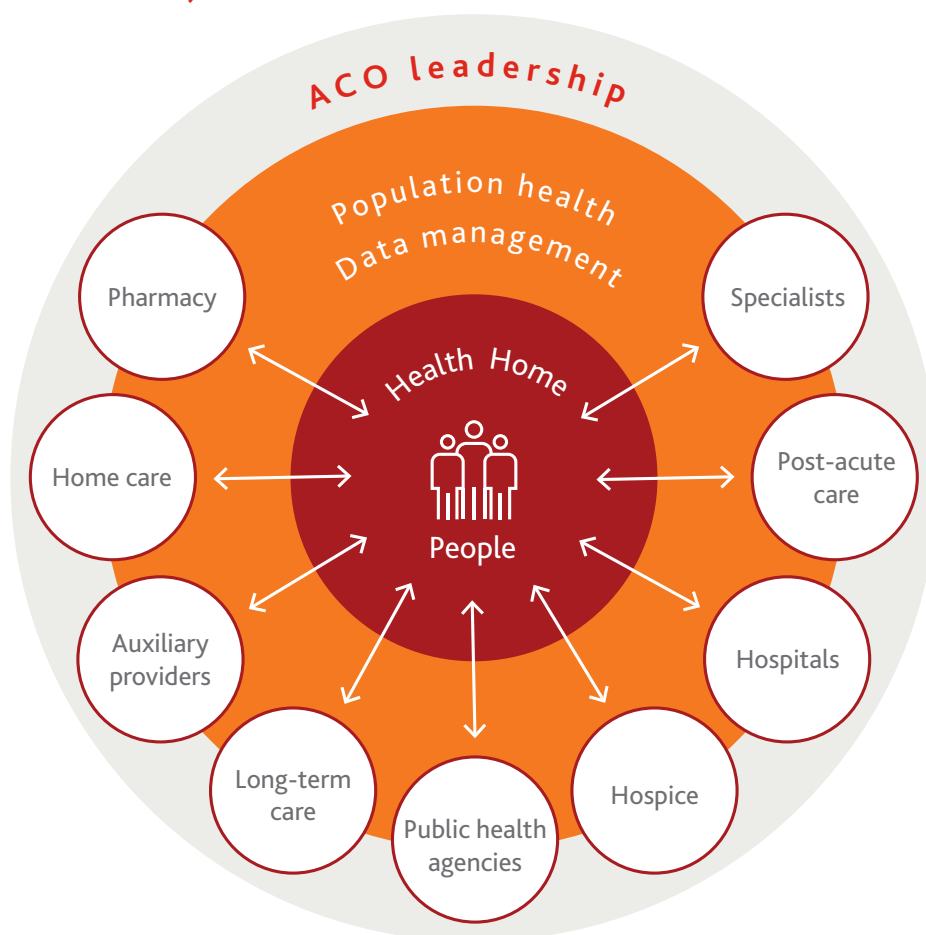 ACO leadership
Population health
Data management
Pharmacy
Specialists
Health Home
Home care
People
Post-acute
care
Auxiliary
providers
Hospitals
Long-term
care
Public health
agencies
Hospice